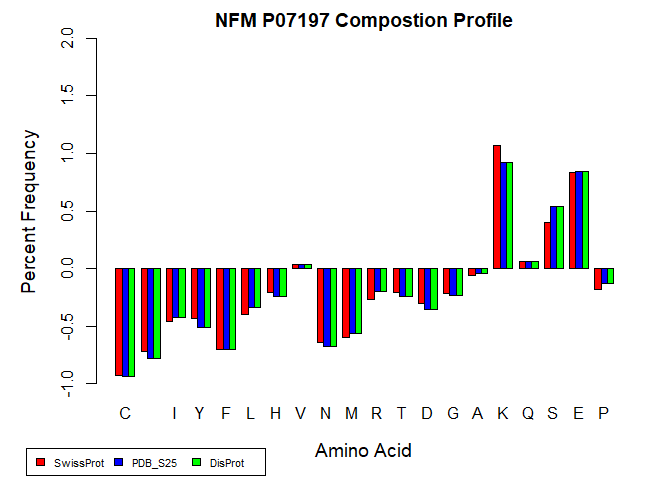 NFM P07197 Compostion Profile
Percent Frequency
2.0
1.5
1.0
0.5
0.0
−0.5
−1.0
C I Y F L H V N M R T D G A K Q S E P
Amino Acid
SwissProt PDB_S25 DisProt